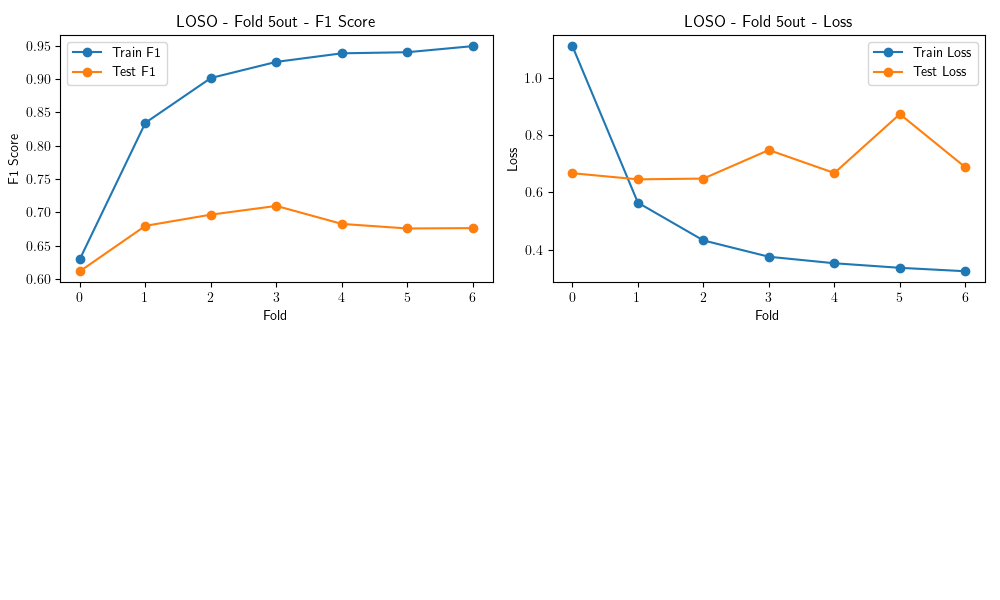 LOSO - Fold 5out - F1 Score
Train F1
Test F1
F1 Score
0.95
0.90
0.85
0.80
0.75
0.70
0.65
0.60
0 1 2 3 4 5 6
Fold
LOSO - Fold 5out - Loss
Train Loss
Test Loss
Loss
1.0
0.8
0.6
0.4
0 1 2 3 4 5 6
Fold